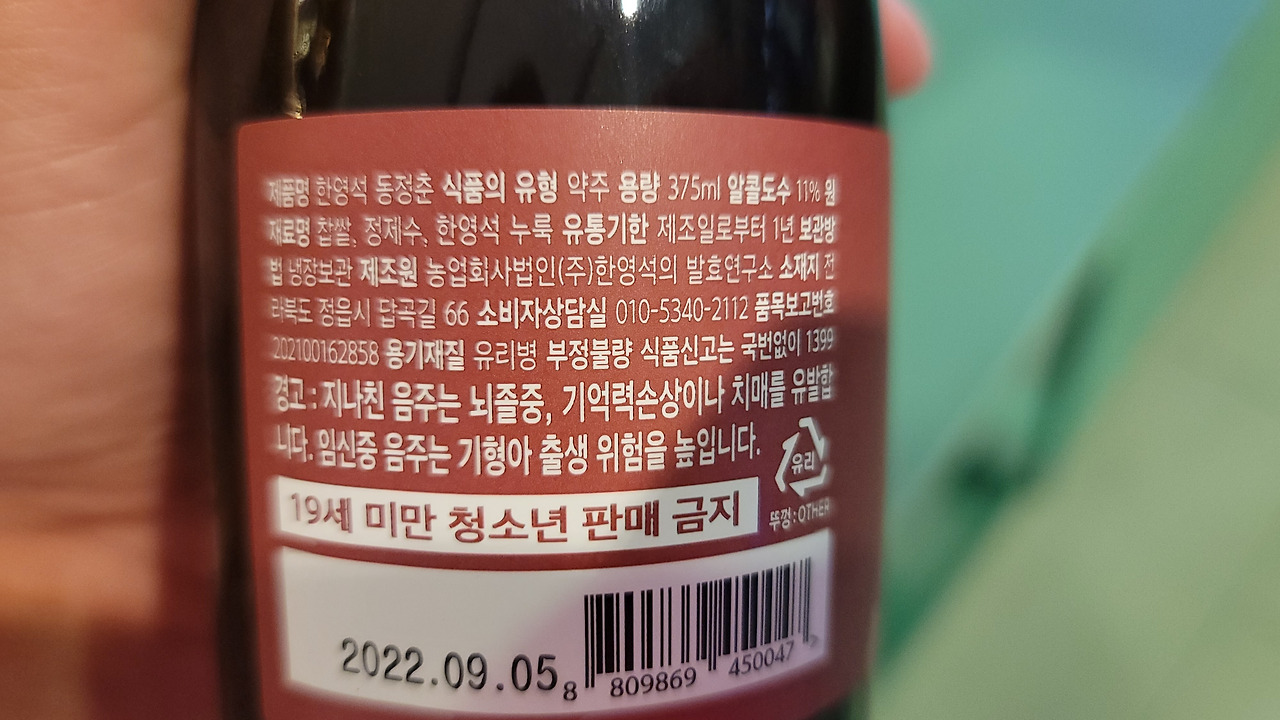 제품명 한영석 동정춘 식품의 유형 약주 용량 375ml 알콜도수 11% 원
재료명 찹쌀, 정제수, 한영석 누룩 유통기한 제조일로부터 1년 보관방
법 냉장보관 제조원 농업회사법인(주)한영석의 발효연구소 소재지 전
라북도 정읍시 답곡길 66 소비자상담실 010-5340-2112 품목보고번호
202100162858 용기재질 유리병 부정불량 식품신고는 국번없이 1399
경고 : 지나친 음주는 뇌졸중, 기억력손상이나 치매를 유발합
니다. 임신중 음주는 기형아 출생 위험을 높입니다.
유리
뚜껑:OTHER
19세 미만 청소년 판매 금지
2022.09.05
8 809869 450047